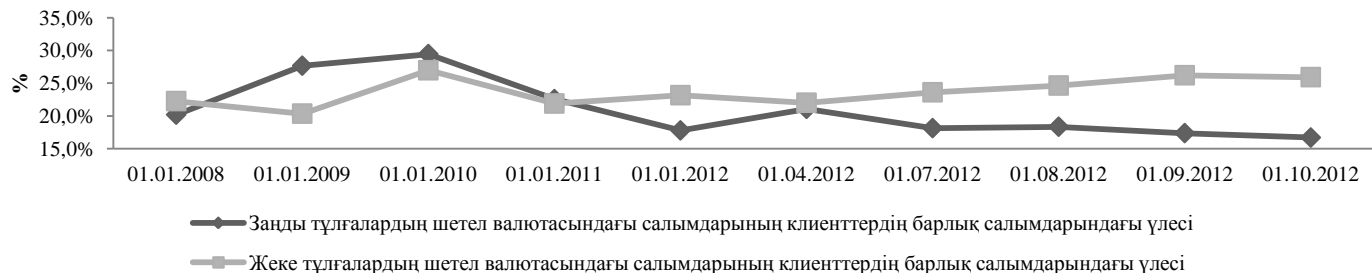 35,0%
30,0%
25,0%
20,0%
15,0%
%
01.01.2008 01.01.2009 01.01.2010 01.01.2011 01.01.2012 01.04.2012 01.07.2012 01.08.2012 01.09.2012 01.10.2012
Заңды тұлғалардың шетел валютасындағы салымдарының клиенттердің барлық салымдарындағы үлесі
Жеке тұлғалардың шетел валютасындағы салымдарының клиенттердің барлық салымдарындағы үлесі